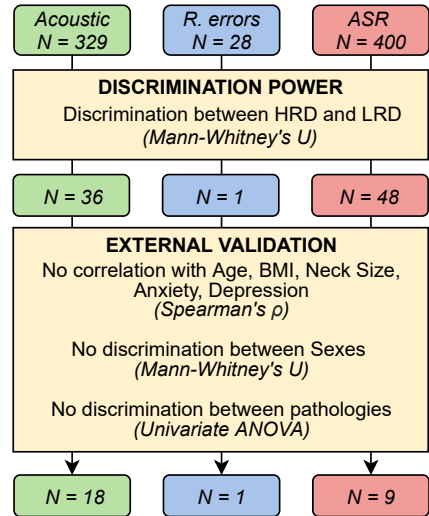 Acoustic
N = 329
R. errors
N = 28
ASR
N = 400
DISCRIMINATION POWER
Discrimination between HRD and LRD
(Mann-Whitney's U)
N = 36
N = 1
N = 48
EXTERNAL VALIDATION
No correlation with Age, BMI, Neck Size,
Anxiety, Depression
(Spearman's ρ)
No discrimination between Sexes
(Mann-Whitney's U)
No discrimination between pathologies
(Univariate ANOVA)
N = 18
N = 1
N = 9